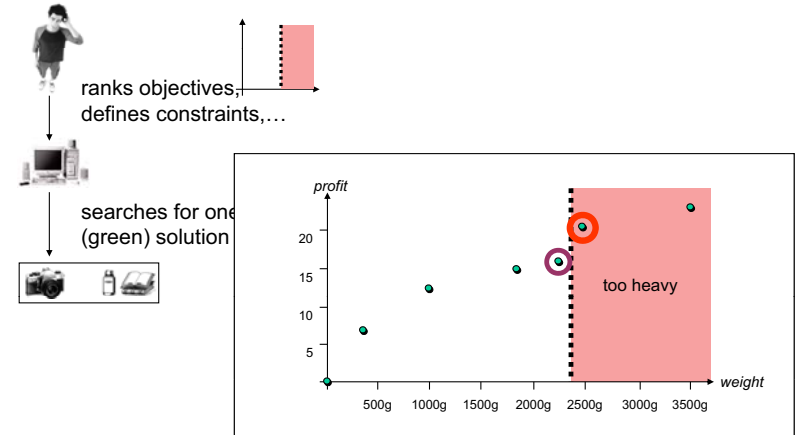 ranks objectives,
defines constraints,…
searches for one
(green) solution
profit
20
15
10
5
too heavy
weight
500g 1000g 1500g 2000g 2500g 3000g 3500g